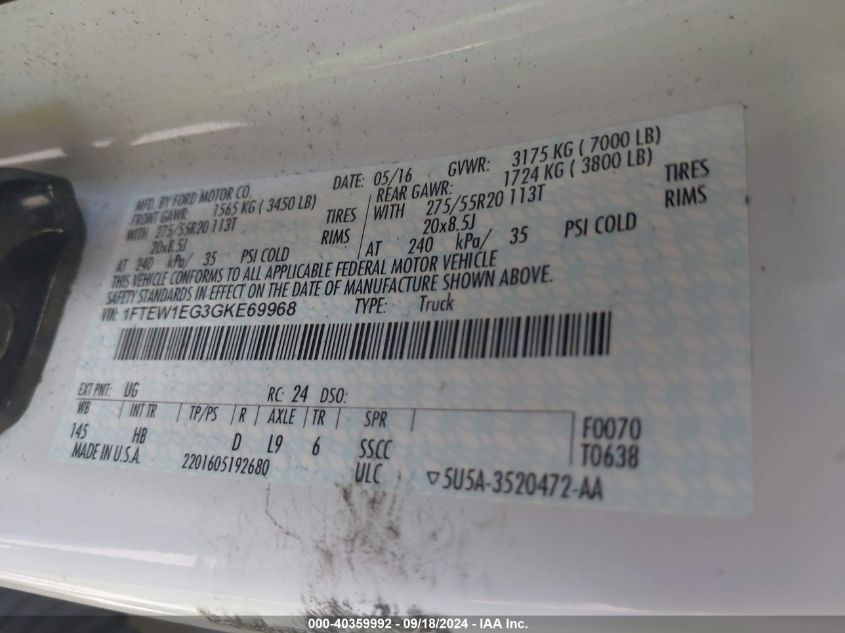 MFD. BY FORD MOTOR CO. DATE: 05/16 GVWR: 3175 KG ( 7000 LB)
FRONT GAWR: 1565 KG ( 3450 LB) REAR GAWR: 1724 KG ( 3800 LB)
WITH 275/55R20 113T TIRES WITH 275/55R20 113T TIRES
20x8.5J RIMS 20x8.5J RIMS
AT 240 kPa/ 35 PSI COLD AT 240 kPa/ 35 PSI COLD
THIS VEHICLE CONFORMS TO ALL APPLICABLE FEDERAL MOTOR VEHICLE
SAFETY STANDARDS IN EFFECT ON THE DATE OF MANUFACTURE SHOWN ABOVE.
VIN: 1FTEW1EG3GKE69968 TYPE: Truck
EXT PNT: UG RC: 24 DSO:
WB INT TR TP/PS R AXLE TR SPR
145 HB D L9 6 SSCC F0070
MADE IN U.S.A. T0638
2201605192680 ULC ▽5U5A-3520472-AA
000-40359992 - 09/18/2024 - IAA Inc.